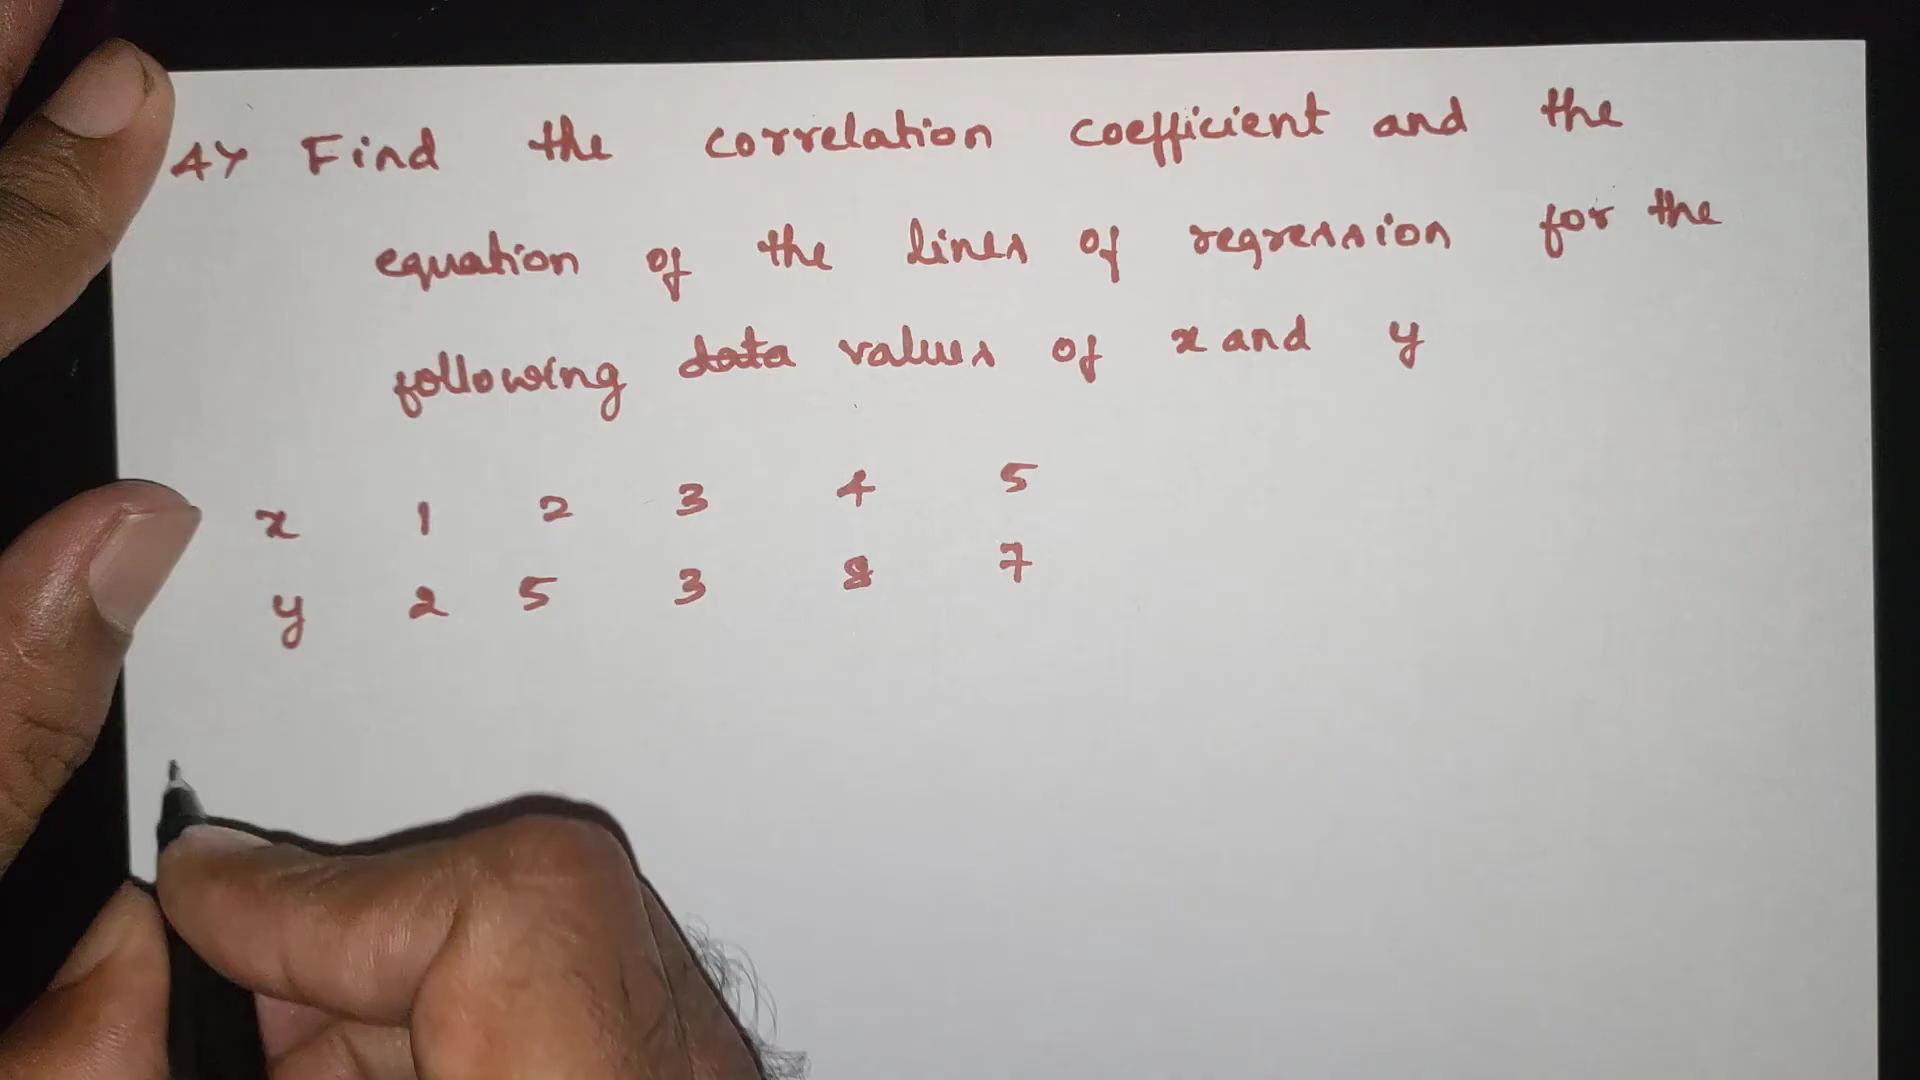 4> Find the correlation coefficient and the
equation of the lines of regression for the
following data values of x and y
x 1 2 3 4 5
y 2 5 3 8 7